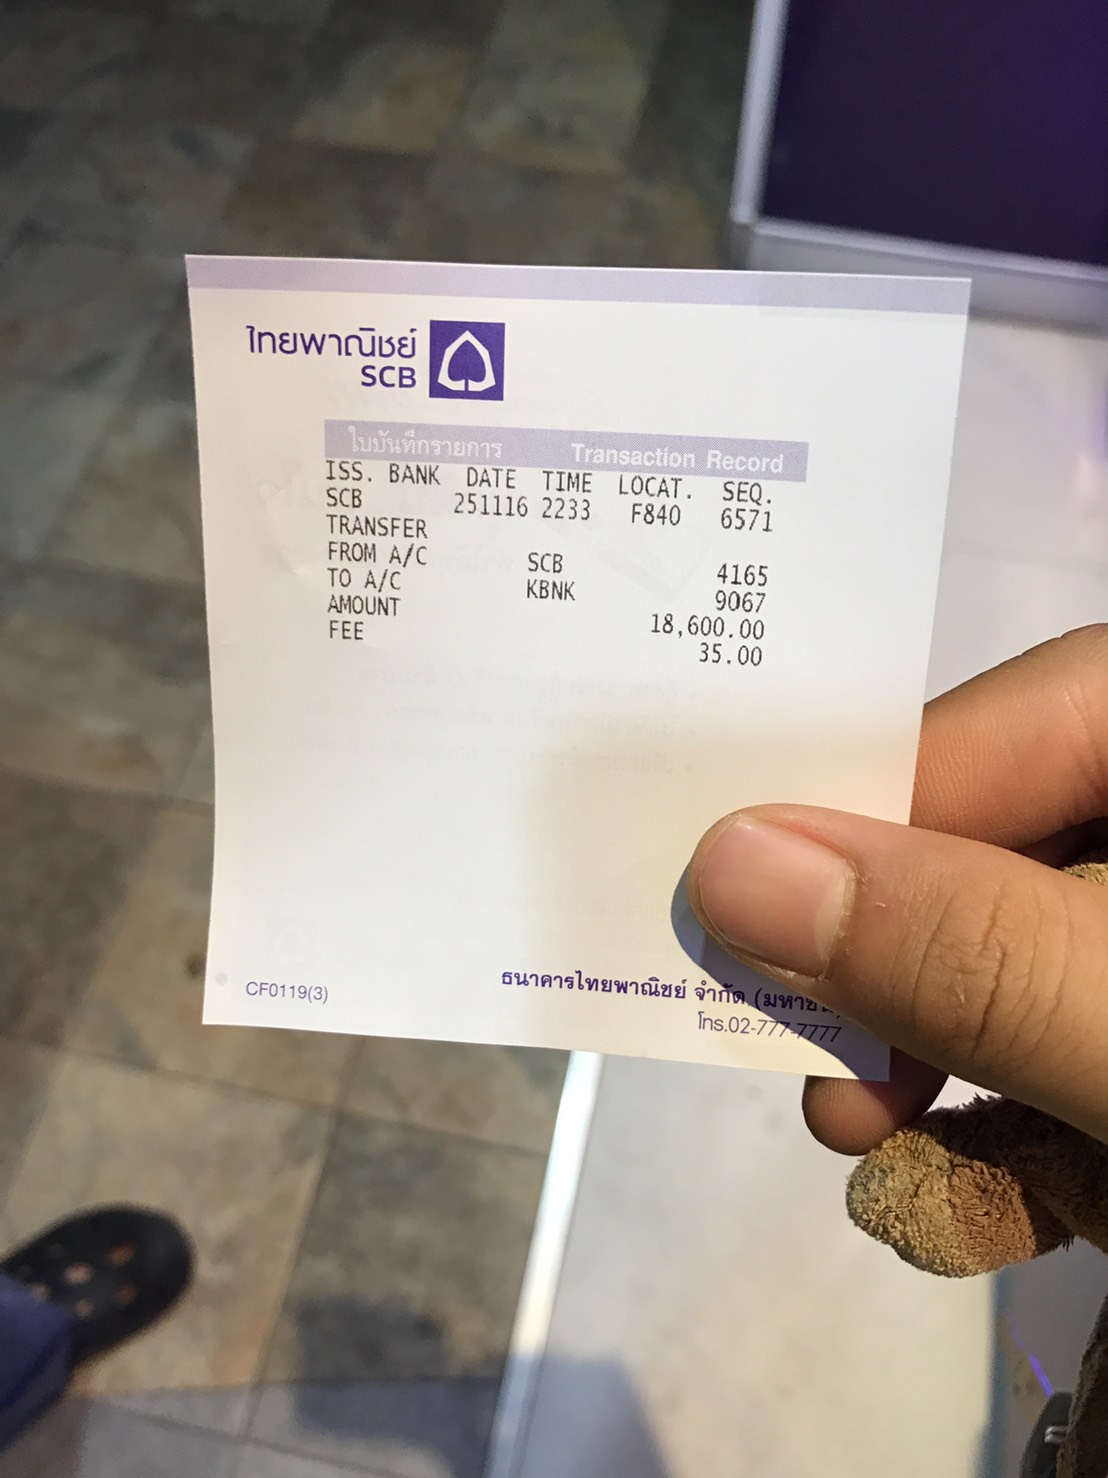 ไทยพาณิชย์
SCB
ใบบันทึกรายการ Transaction Record
ISS. BANK DATE TIME LOCAT. SEQ.
SCB 251116 2233 F840 6571
TRANSFER
FROM A/C SCB 4165
TO A/C KBNK 9067
AMOUNT 18,600.00
FEE 35.00
CF0119(3)
ธนาคารไทยพาณิชย์ จำกัด
โทร.02-777-7777